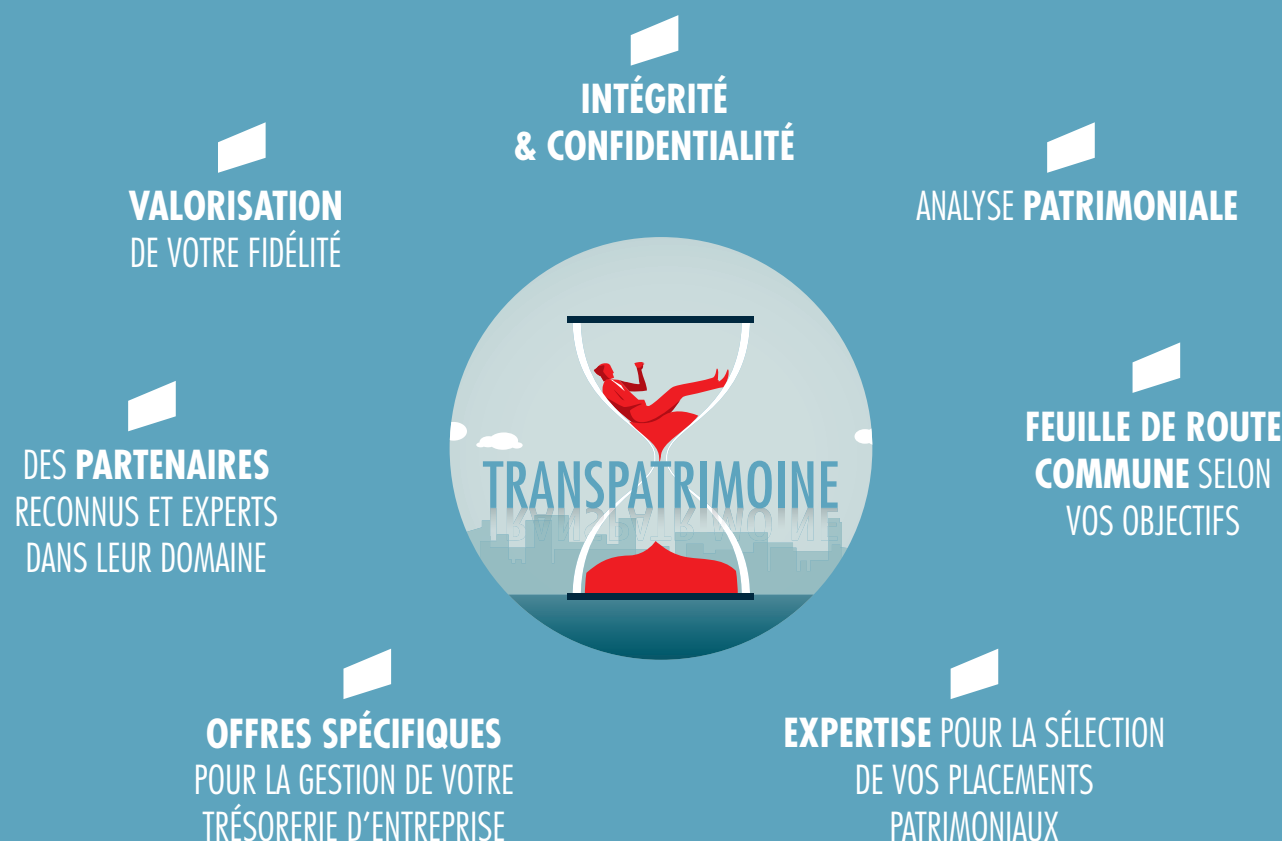 INTÉGRITÉ
& CONFIDENTIALITÉ
VALORISATION
DE VOTRE FIDÉLITÉ
ANALYSE PATRIMONIALE
DES PARTENAIRES
RECONNUS ET EXPERTS
DANS LEUR DOMAINE
TRANSPATRIMOINE
FEUILLE DE ROUTE
COMMUNE SELON
VOS OBJECTIFS
OFFRES SPÉCIFIQUES
POUR LA GESTION DE VOTRE
TRÉSORERIE D'ENTREPRISE
EXPERTISE POUR LA SÉLECTION
DE VOS PLACEMENTS
PATRIMONIAUX